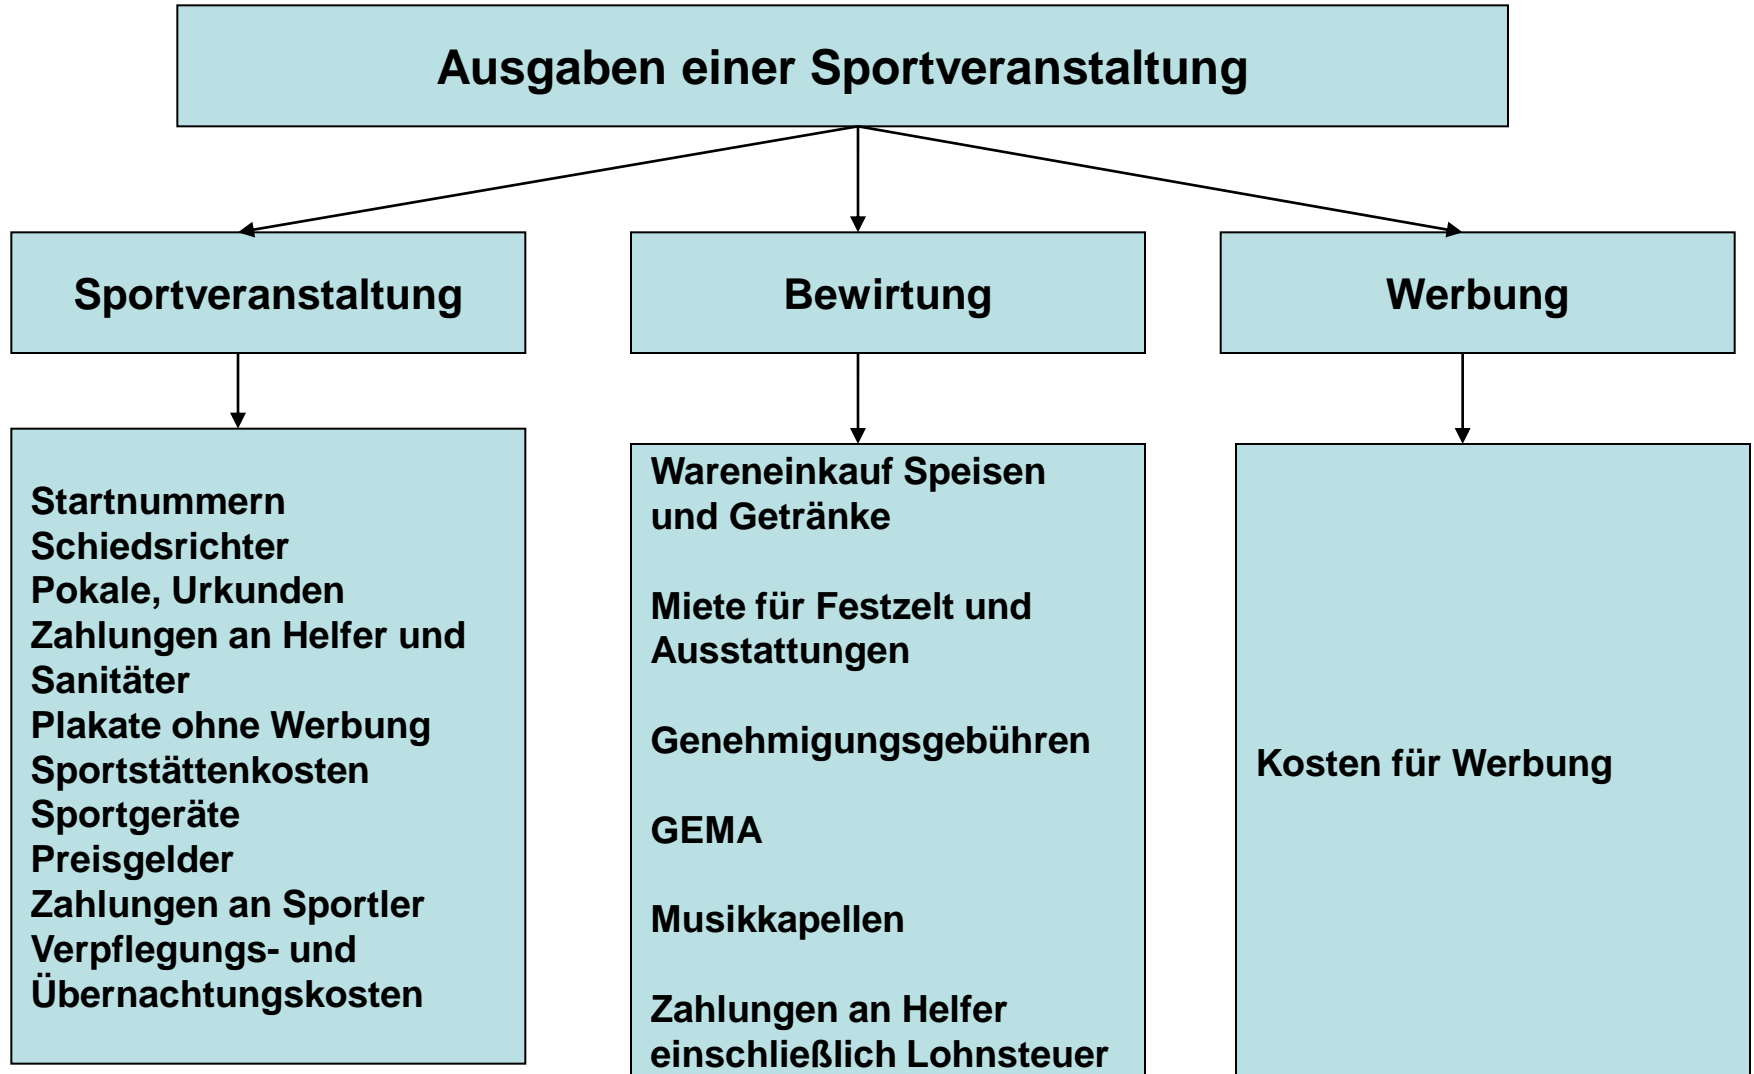 Ausgaben einer Sportveranstaltung
Sportveranstaltung
Bewirtung
Werbung
Startnummern
Schiedsrichter
Pokale, Urkunden
Zahlungen an Helfer und
Sanitäter
Plakate ohne Werbung
Sportstättenkosten
Sportgeräte
Preisgelder
Zahlungen an Sportler
Verpflegungs- und
Übernachtungskosten
Wareneinkauf Speisen
und Getränke
Miete für Festzelt und
Ausstattungen
Genehmigungsgebühren
GEMA
Musikkapellen
Zahlungen an Helfer
einschließlich Lohnsteuer
Kosten für Werbung